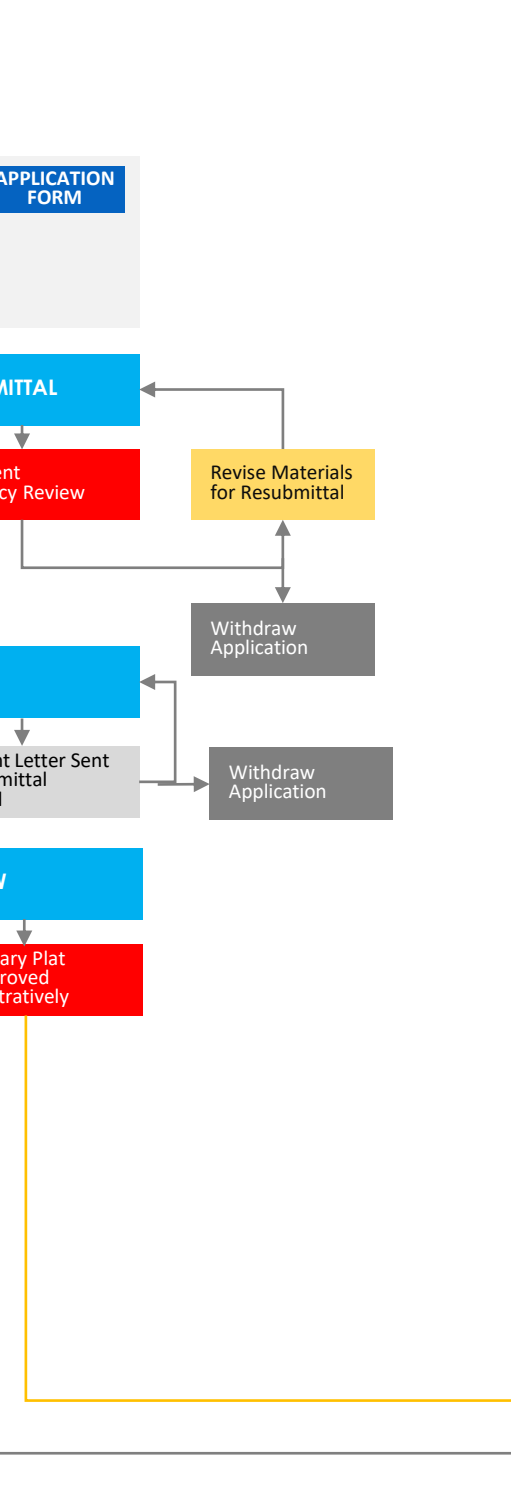 APPLICATION
FORM
MITTAL
ent
cy Review
Revise Materials
for Resubmittal
Withdraw
Application
t Letter Sent
mittal
Withdraw
Application
ary Plat
roved
tratively